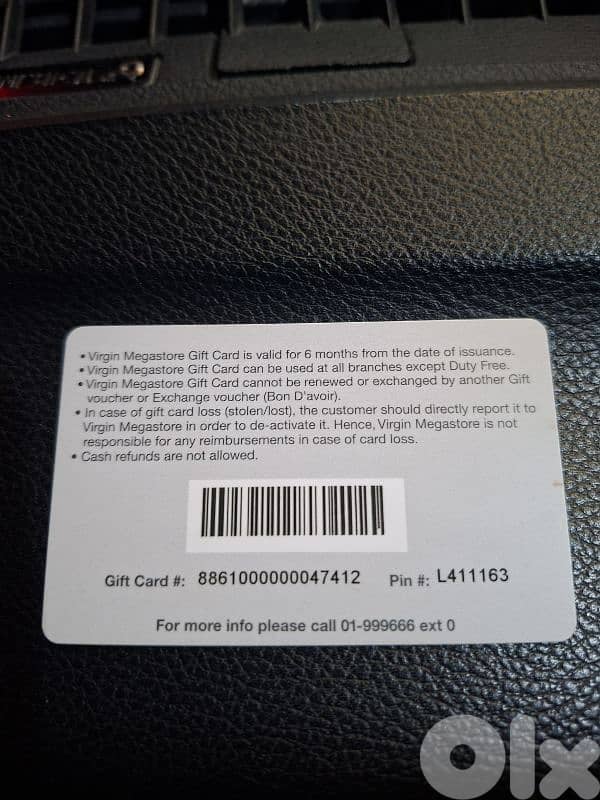 • Virgin Megastore Gift Card is valid for 6 months from the date of issuance.
• Virgin Megastore Gift Card can be used at all branches except Duty Free.
• Virgin Megastore Gift Card cannot be renewed or exchanged by another Gift
voucher or Exchange voucher (Bon D'avoir).
• In case of gift card loss (stolen/lost), the customer should directly report it to
Virgin Megastore in order to de-activate it. Hence, Virgin Megastore is not
responsible for any reimbursements in case of card loss.
• Cash refunds are not allowed.
Gift Card #: 8861000000047412 Pin #: L411163
For more info please call 01-999666 ext 0
Olx